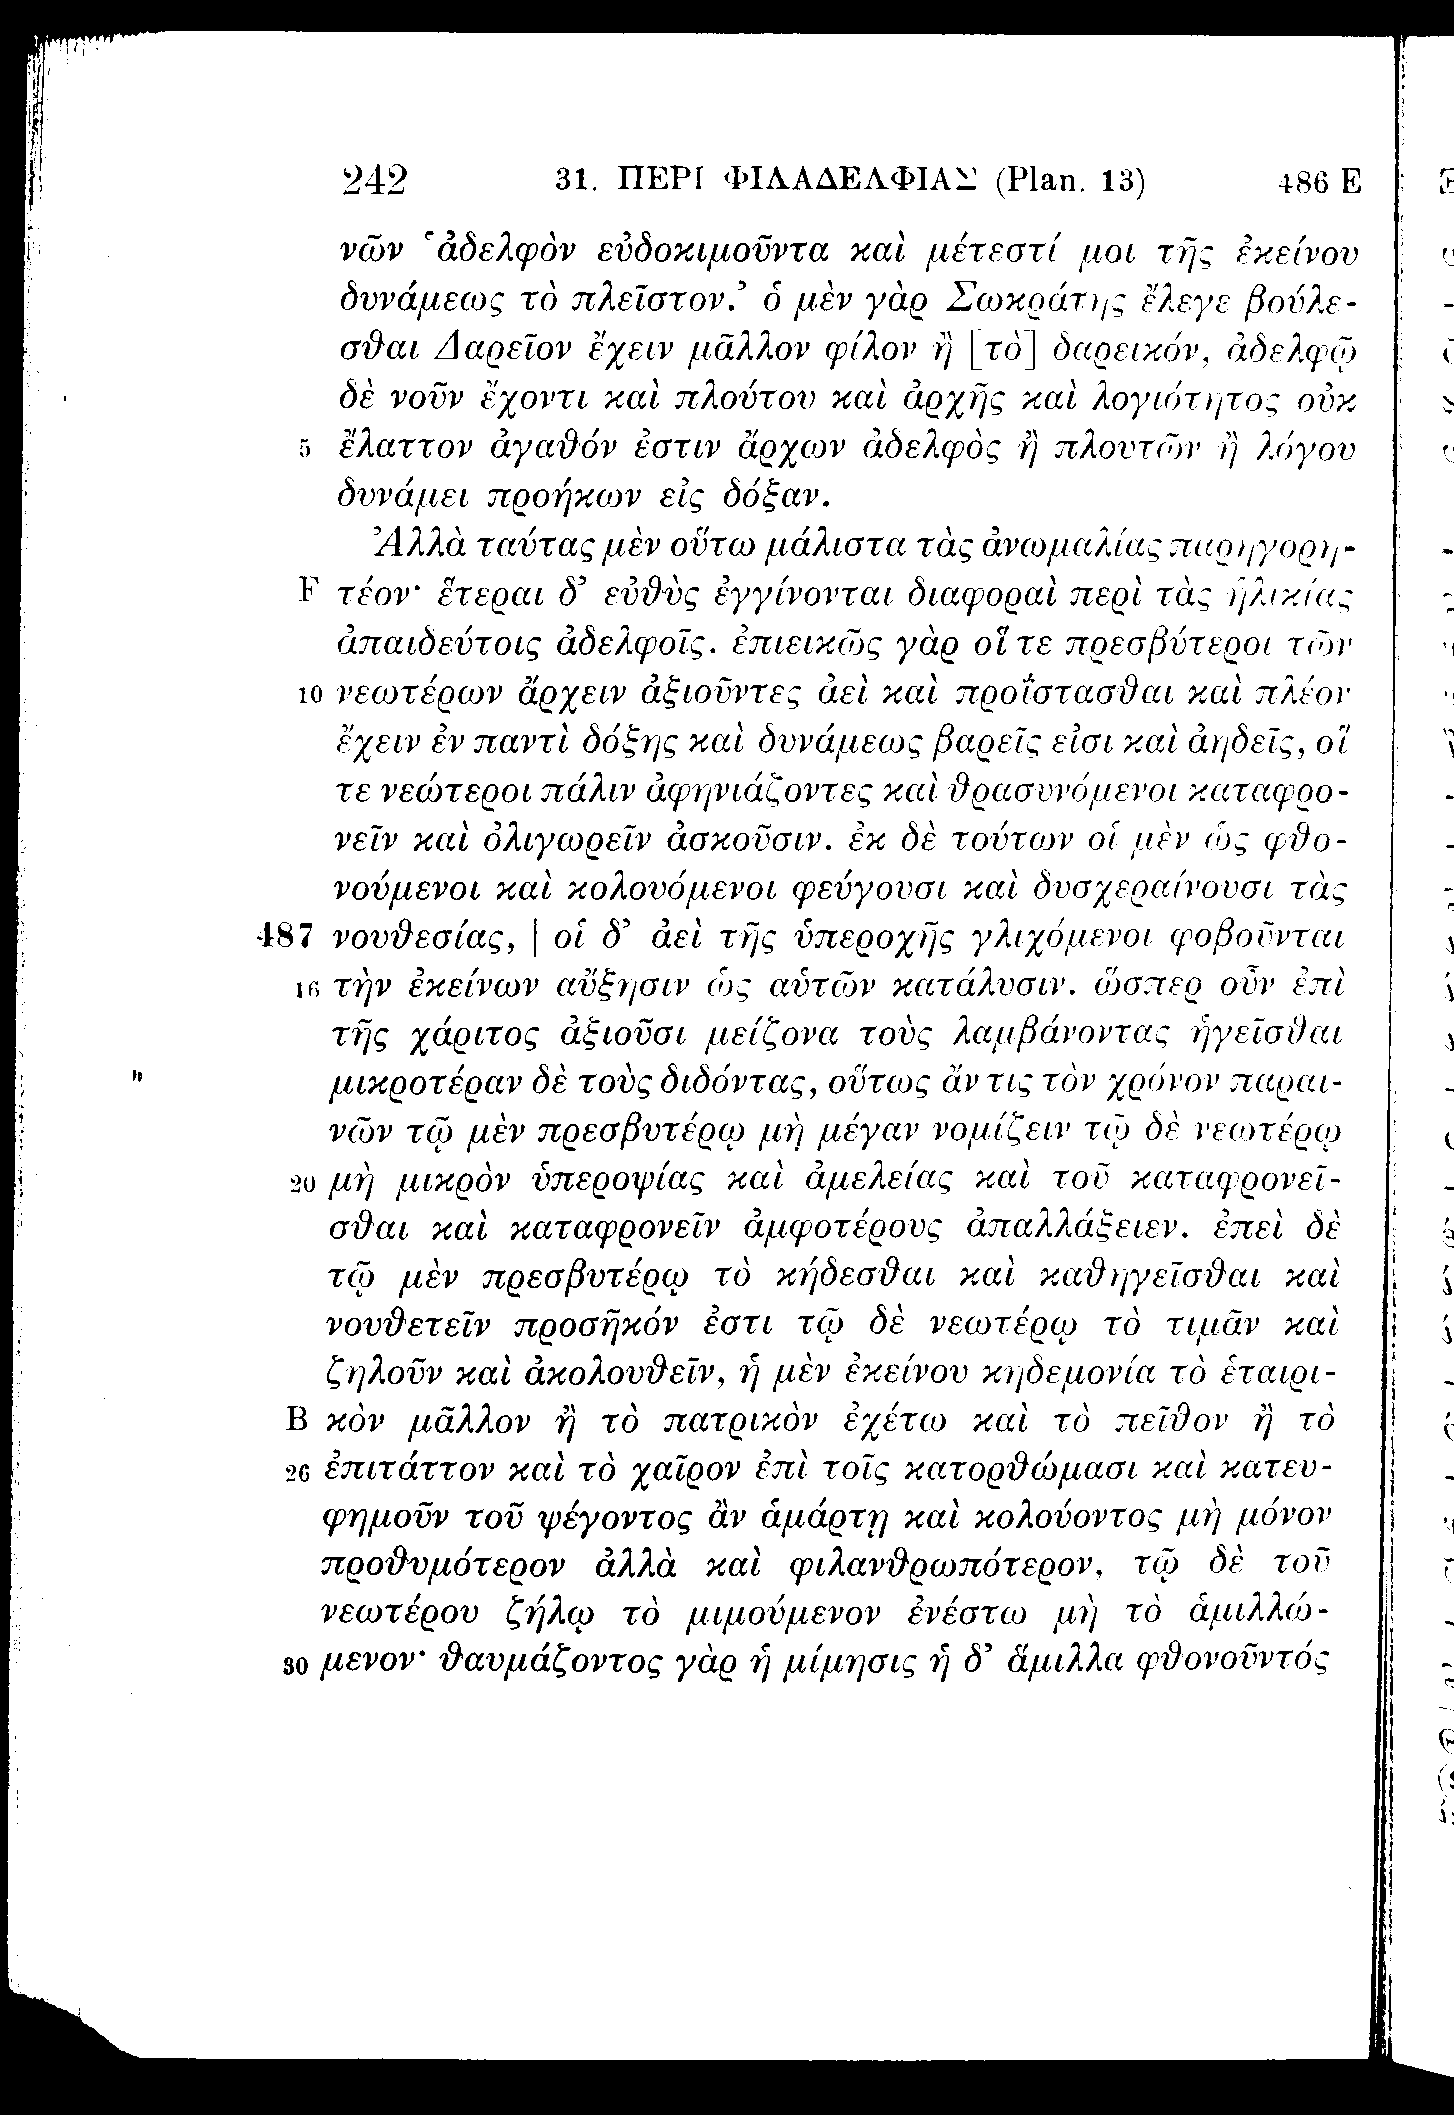 242 31. ΠΕΡΙ ΦΙΛΑΔΕΛΦΙΑΣ (Plan. 13) 486 E
νῶν ‘ἀδελφὸν εὐδοκιμοῦντα καὶ μέτεστί μοι τῆς ἐκείνου
δυνάμεως τὸ πλεῖστον.’ ὁ μὲν γὰρ Σωκράτης ἔλεγε βούλε-
σθαι Δαρεῖον ἔχειν μᾶλλον φίλον ἢ [τὸ] δαρεικόν, ἀδελφῷ
δὲ νοῦν ἔχοντι καὶ πλούτου καὶ ἀρχῆς καὶ λογιότητος οὐκ
5 ἔλαττον ἀγαθόν ἐστιν ἄρχων ἀδελφὸς ἢ πλουτῶν ἢ λόγου
δυνάμει προήκων εἰς δόξαν.
Ἀλλὰ ταύτας μὲν οὕτω μάλιστα τὰς ἀνωμαλίας παρηγορη-
F τέον· ἕτεραι δ’ εὐθὺς ἐγγίνονται διαφοραὶ περὶ τὰς ἡλικίας
ἀπαιδεύτοις ἀδελφοῖς. ἐπιεικῶς γὰρ οἵ τε πρεσβύτεροι τῶν
10 νεωτέρων ἄρχειν ἀξιοῦντες ἀεὶ καὶ προΐστασθαι καὶ πλέον
ἔχειν ἐν παντὶ δόξης καὶ δυνάμεως βαρεῖς εἰσι καὶ ἀηδεῖς, οἵ
τε νεώτεροι πάλιν ἀφηνιάζοντες καὶ θρασυνόμενοι καταφρο-
νεῖν καὶ ὀλιγωρεῖν ἀσκοῦσιν. ἐκ δὲ τούτων οἱ μὲν ὡς φθο-
νούμενοι καὶ κολουόμενοι φεύγουσι καὶ δυσχεραίνουσι τὰς
487 νουθεσίας, | οἱ δ’ ἀεὶ τῆς ὑπεροχῆς γλιχόμενοι φοβοῦνται
16 τὴν ἐκείνων αὔξησιν ὡς αὑτῶν κατάλυσιν. ὥσπερ οὖν ἐπὶ
τῆς χάριτος ἀξιοῦσι μείζονα τοὺς λαμβάνοντας ἡγεῖσθαι
μικροτέραν δὲ τοὺς διδόντας, οὕτως ἄν τις τὸν χρόνον παραι-
νῶν τῷ μὲν πρεσβυτέρῳ μὴ μέγαν νομίζειν τῷ δὲ νεωτέρῳ
20 μὴ μικρὸν ὑπεροψίας καὶ ἀμελείας καὶ τοῦ καταφρονεῖ-
σθαι καὶ καταφρονεῖν ἀμφοτέρους ἀπαλλάξειεν. ἐπεὶ δὲ
τῷ μὲν πρεσβυτέρῳ τὸ κήδεσθαι καὶ καθηγεῖσθαι καὶ
νουθετεῖν προσῆκόν ἐστι τῷ δὲ νεωτέρῳ τὸ τιμᾶν καὶ
ζηλοῦν καὶ ἀκολουθεῖν, ἡ μὲν ἐκείνου κηδεμονία τὸ ἑταιρι-
B κὸν μᾶλλον ἢ τὸ πατρικὸν ἐχέτω καὶ τὸ πεῖθον ἢ τὸ
26 ἐπιτάττον καὶ τὸ χαῖρον ἐπὶ τοῖς κατορθώμασι καὶ κατευ-
φημοῦν τοῦ ψέγοντος ἂν ἁμάρτῃ καὶ κολούοντος μὴ μόνον
προθυμότερον ἀλλὰ καὶ φιλανθρωπότερον, τῷ δὲ τοῦ
νεωτέρου ζήλῳ τὸ μιμούμενον ἐνέστω μὴ τὸ ἁμιλλώ-
30 μενον· θαυμάζοντος γὰρ ἡ μίμησις ἡ δ’ ἅμιλλα φθονοῦντός